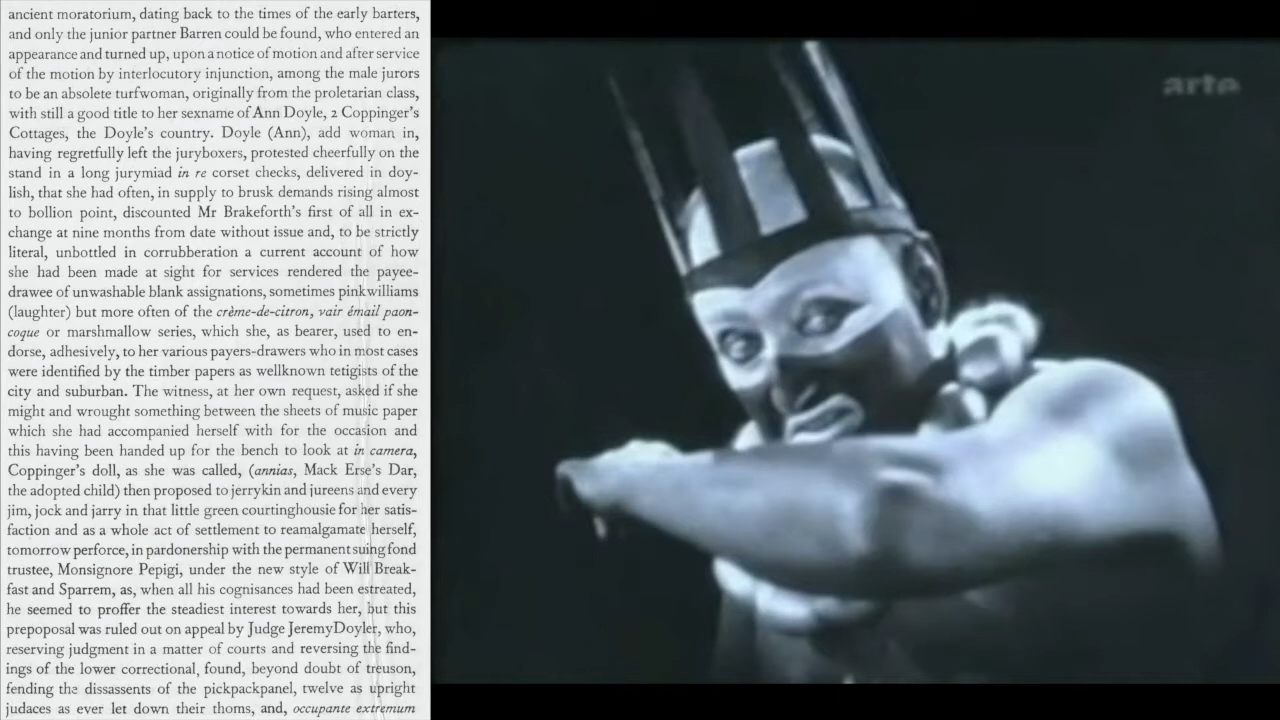 ancient moratorium, dating back to the times of the early barters,
and only the junior partner Barren could be found, who entered an
appearance and turned up, upon a notice of motion and after service
of the motion by interlocutory injunction, among the male jurors
to be an absolete turfwoman, originally from the proletarian class,
with still a good title to her sexname of Ann Doyle, 2 Coppinger's
Cottages, the Doyle's country. Doyle (Ann), add woman in,
having regretfully left the juryboxers, protested cheerfully on the
stand in a long jurymiad in re corset checks, delivered in doy-
lish, that she had often, in supply to brusk demands rising almost
to bollion point, discounted Mr Brakeforth's first of all in ex-
change at nine months from date without issue and, to be strictly
literal, unbottled in corrubberation a current account of how
she had been made at sight for services rendered the payee-
drawee of unwashable blank assignations, sometimes pinkwilliams
(laughter) but more often of the crème-de-citron, vair émail paon-
coque or marshmallow series, which she, as bearer, used to en-
dorse, adhesively, to her various payers-drawers who in most cases
were identified by the timber papers as wellknown tetigists of the
city and suburban. The witness, at her own request, asked if she
might and wrought something between the sheets of music paper
which she had accompanied herself with for the occasion and
this having been handed up for the bench to look at in camera,
Coppinger's doll, as she was called, (annias, Mack Erse's Dar,
the adopted child) then proposed to jerrykin and jureens and every
jim, jock and jarry in that little green courtinghousie for her satis-
faction and as a whole act of settlement to reamalgamate herself,
tomorrow perforce, in pardonership with the permanent suing fond
trustee, Monsignore Pepigi, under the new style of Will Break-
fast and Sparrem, as, when all his cognisances had been estreated,
he seemed to proffer the steadiest interest towards her, but this
prepoposal was ruled out on appeal by Judge JeremyDoyler, who,
reserving judgment in a matter of courts and reversing the find-
ings of the lower correctional, found, beyond doubt of treuson,
fending the dissassents of the pickpackpanel, twelve as upright
judaces as ever let down their thoms, and, occupante extremum
arte